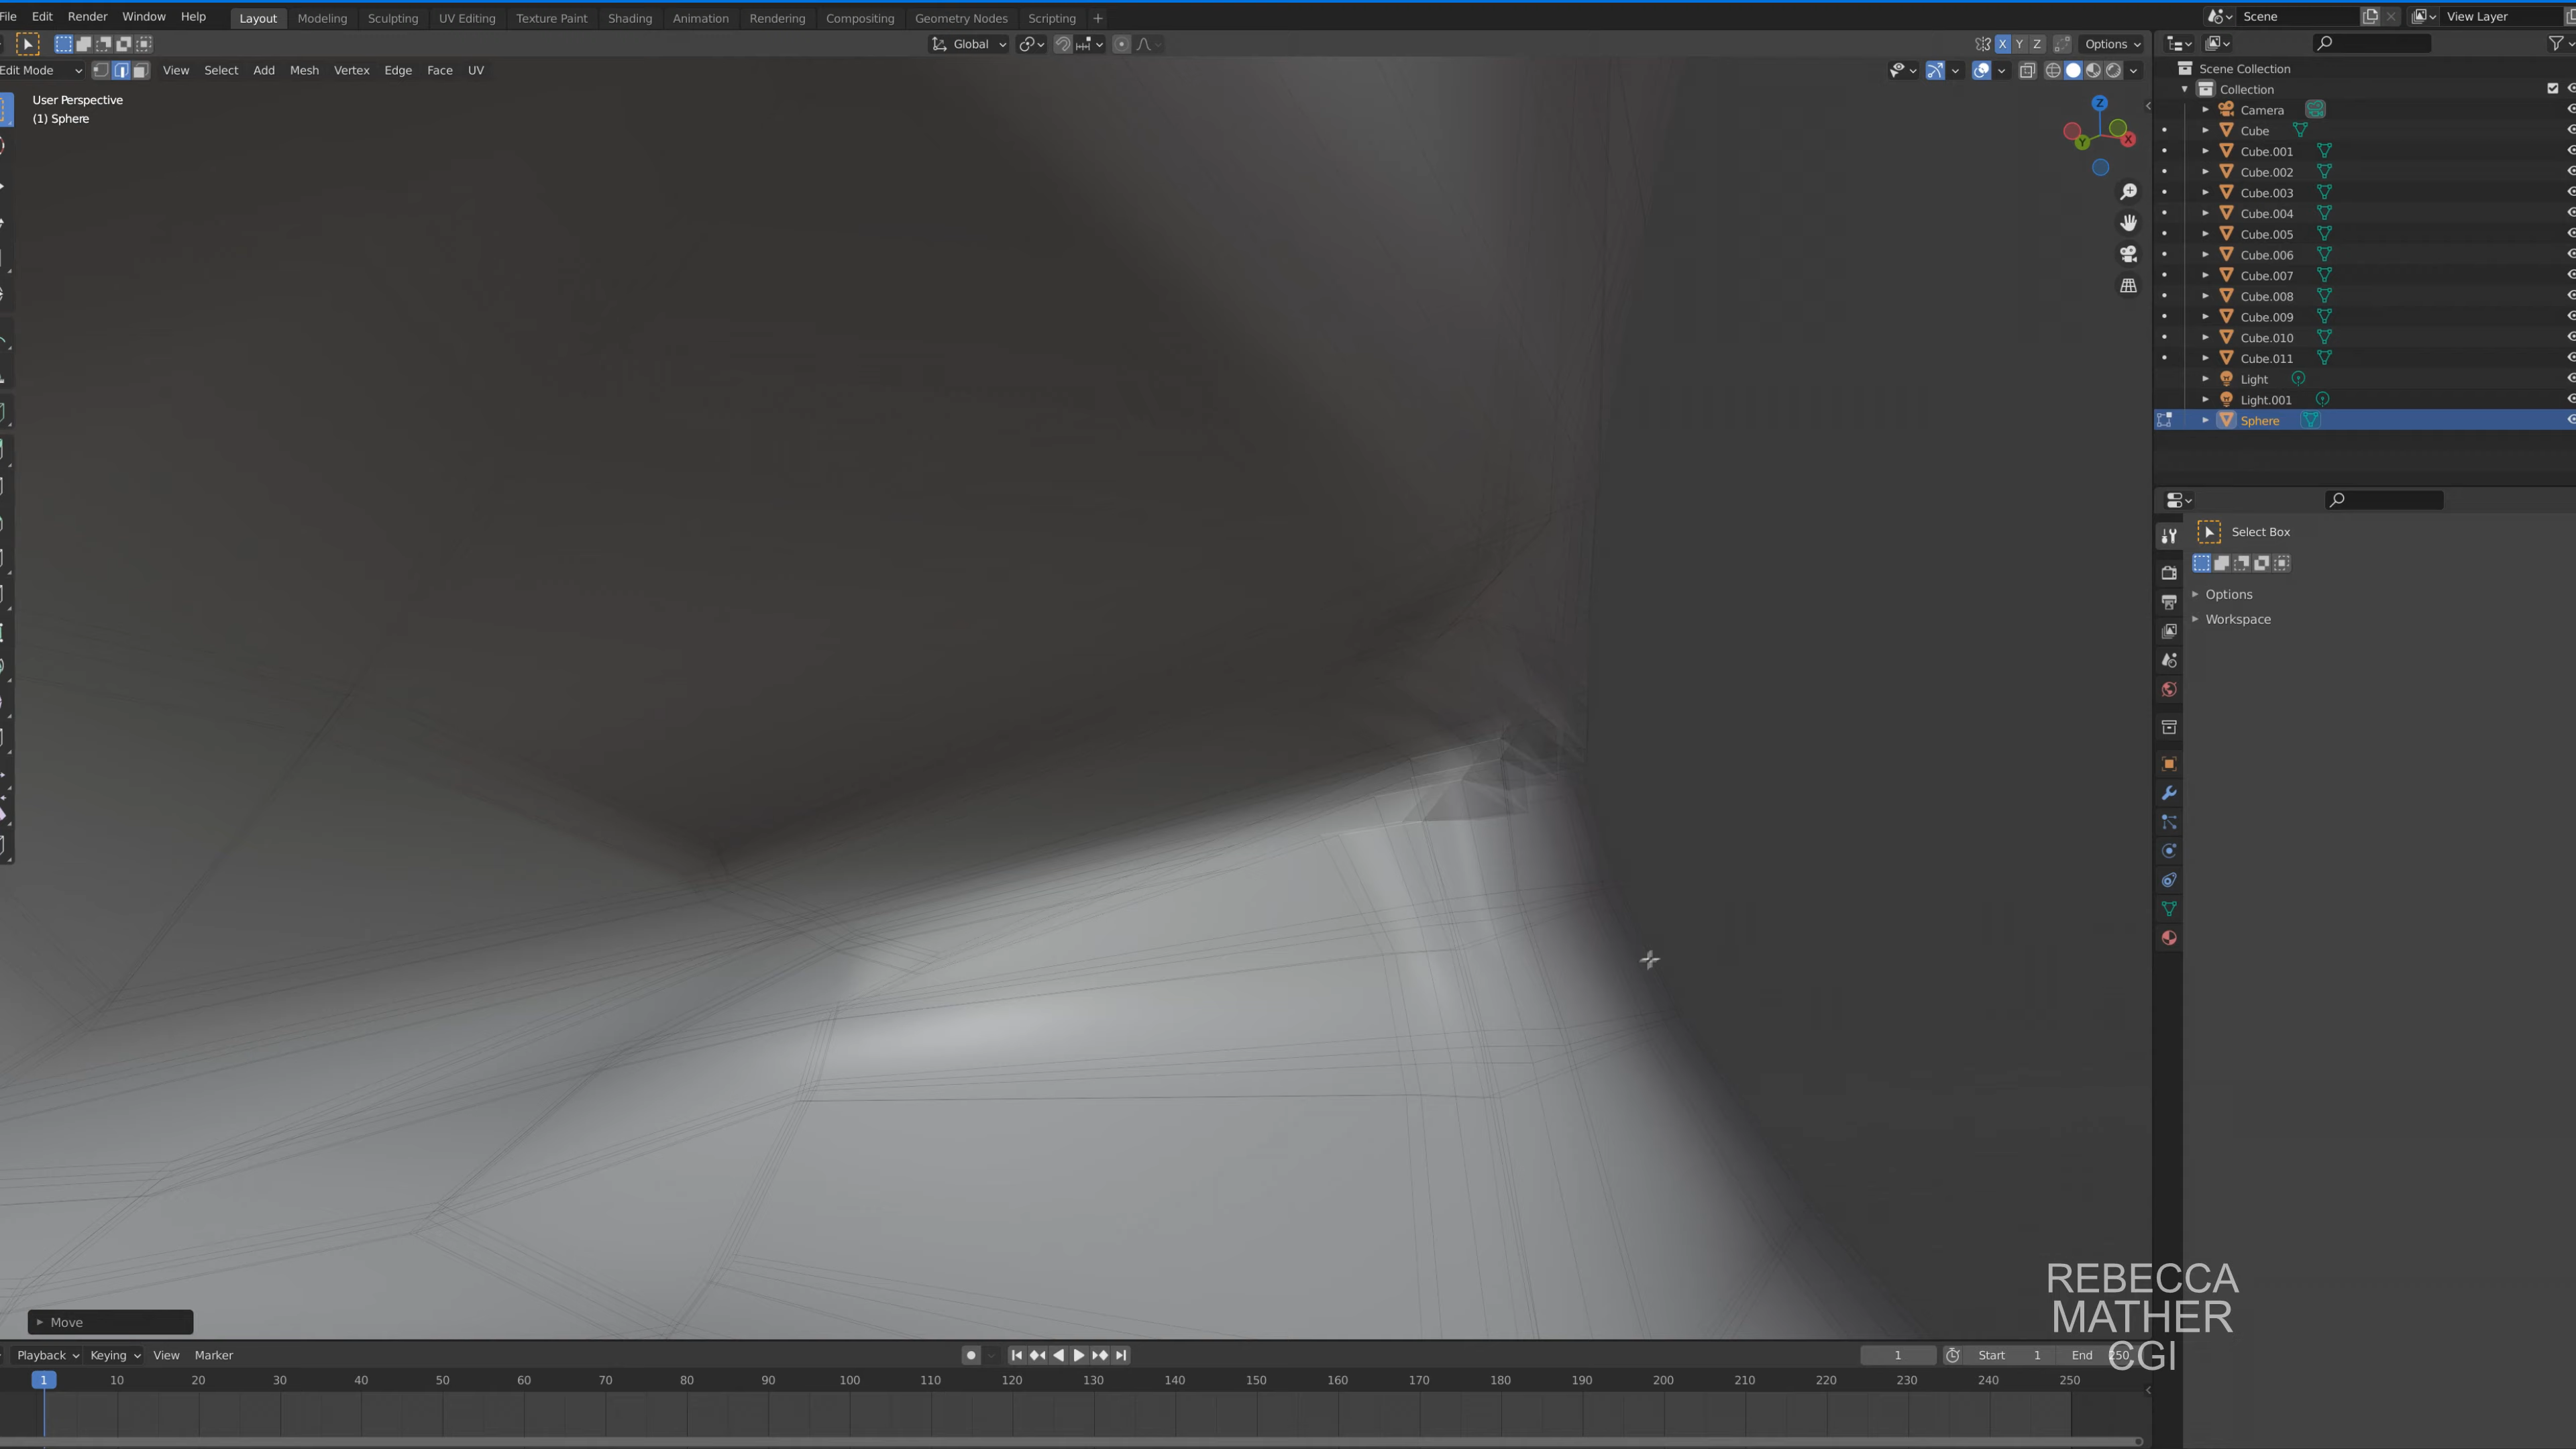 File Edit Render Window Help Layout Modeling Sculpting UV Editing Texture Paint Shading Animation Rendering Compositing Geometry Nodes Scripting + Scene View Layer
Global X Y Z Options
Edit Mode View Select Add Mesh Vertex Edge Face UV
User Perspective
(1) Sphere
Z
Y
X
Scene Collection
Collection
Camera
Cube
Cube.001
Cube.002
Cube.003
Cube.004
Cube.005
Cube.006
Cube.007
Cube.008
Cube.009
Cube.010
Cube.011
Light
Light.001
Sphere
Select Box
Options
Workspace
REBECCA
MATHER
CGI
Move
Playback Keying View Marker 1 Start 1 End 250
1 10 20 30 40 50 60 70 80 90 100 110 120 130 140 150 160 170 180 190 200 210 220 230 240 250